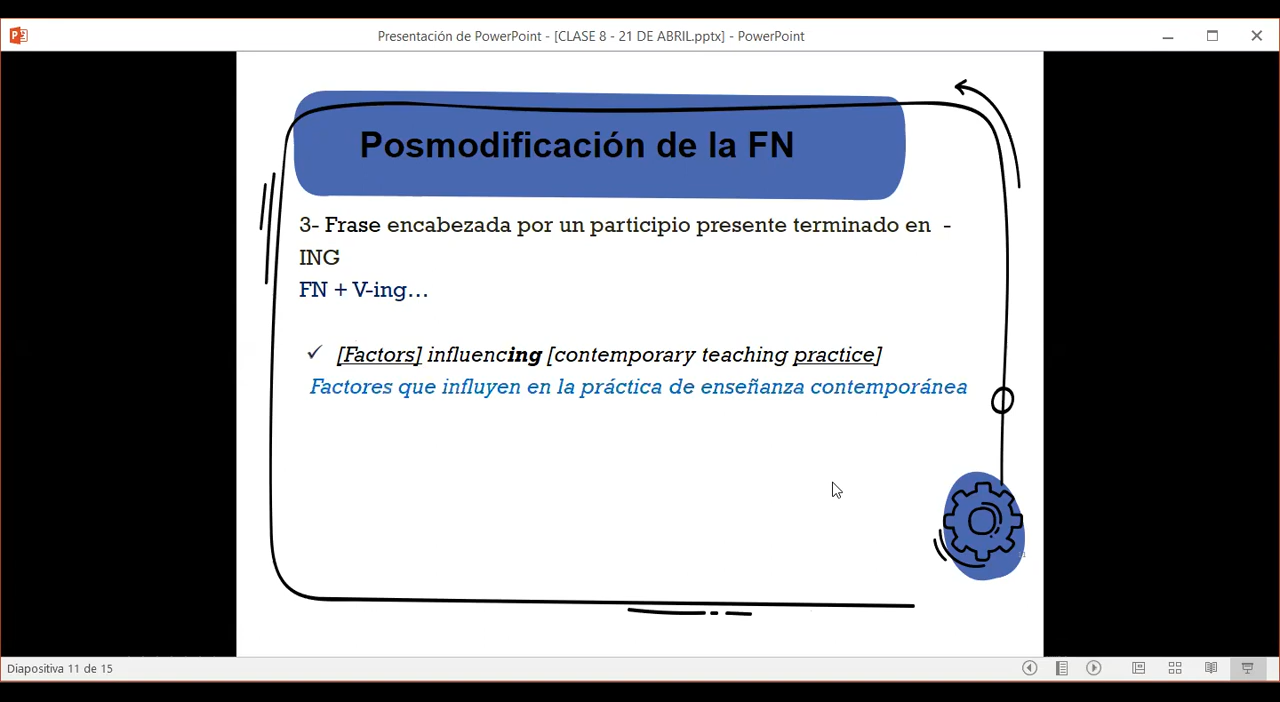 Presentación de PowerPoint - [CLASE 8 - 21 DE ABRIL.pptx] - PowerPoint
Posmodificación de la FN
3- Frase encabezada por un participio presente terminado en -
ING
FN + V-ing...
✓ [Factors] influencing [contemporary teaching practice]
Factores que influyen en la práctica de enseñanza contemporánea
Diapositiva 11 de 15